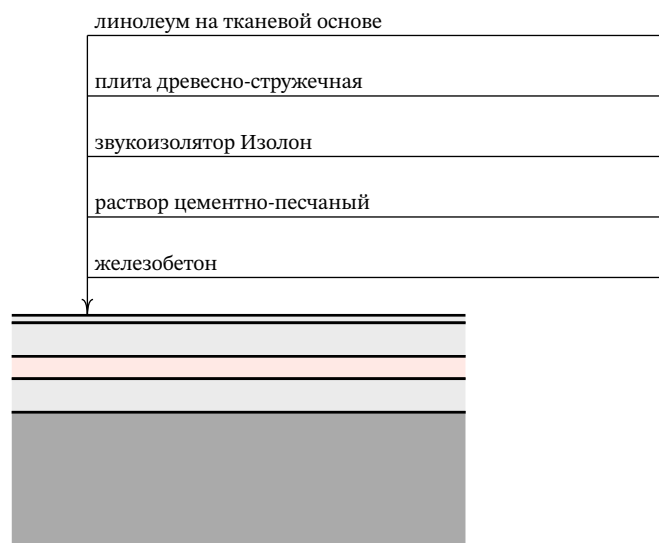 линолеум на тканевой основе
плита древесно-стружечная
звукоизолятор Изолон
раствор цементно-песчаный
железобетон